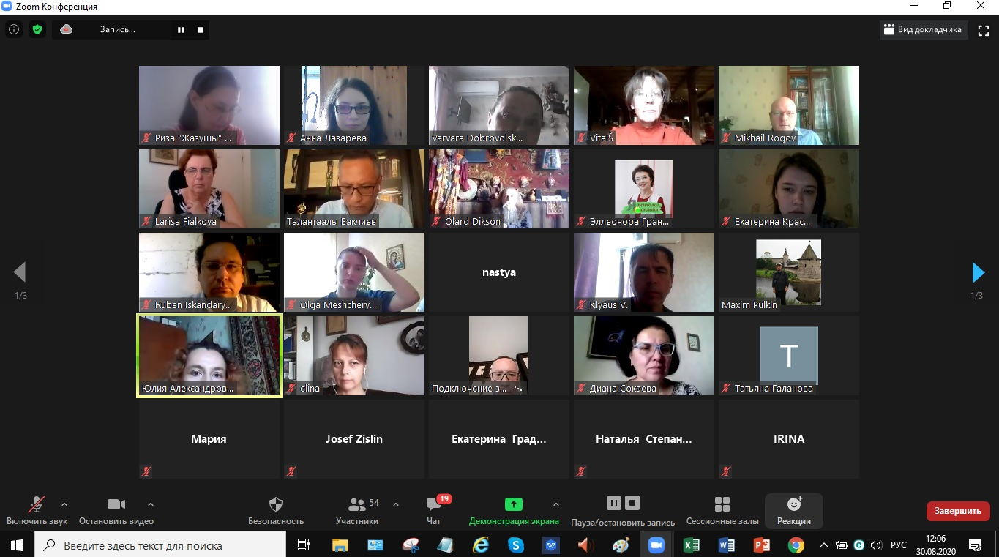 Zoom Конференция
Запись...
Вид докладчика
Риза "Жазушы" ...
Анна Лазарева
Varvara Dobrovolsk...
VitalŠ
Mikhail Rogov
Larisa Fialkova
Талантаалы Бакчиев
Olard Dikson
Я психолог онлайн
Эллеонора Гран...
Екатерина Крас...
Ruben Iskandary...
Olga Meshchery...
nastya
Klyaus V.
Maxim Pulkin
1/3
1/3
Юлия Александров...
elina
Подключение з...
Диана Сокаева
T
Татьяна Галанова
Мария
Josef Zislin
Екатерина Град...
Наталья Степан...
IRINA
54
19
Включить звук
Остановить видео
Безопасность
Участники
Чат
Демонстрация экрана
Пауза/остановить запись
Сессионные залы
Реакции
Завершить
Введите здесь текст для поиска
РУС
12:06
30.08.2020